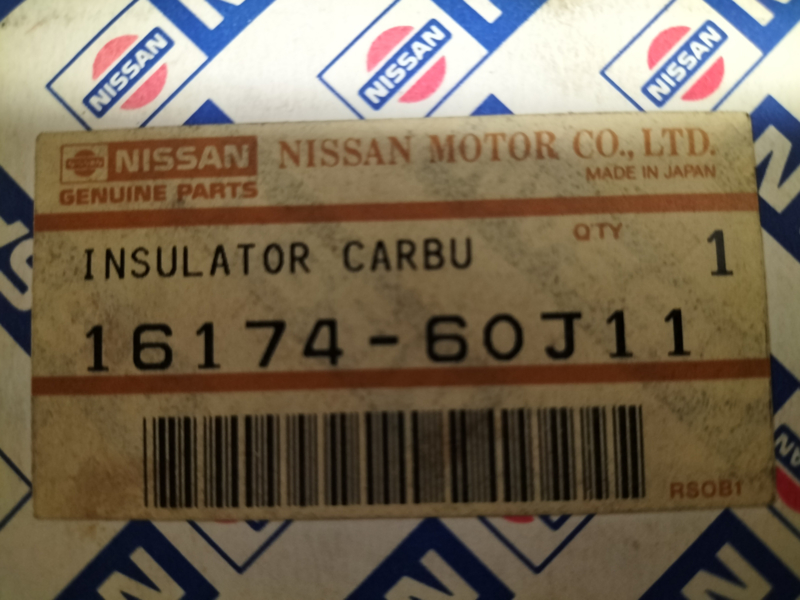 NISSAN
NISSAN
NISSAN
NISSAN NISSAN MOTOR CO., LTD.
GENUINE PARTS MADE IN JAPAN
INSULATOR CARBU QTY 1
16174-60J11
RSOB1